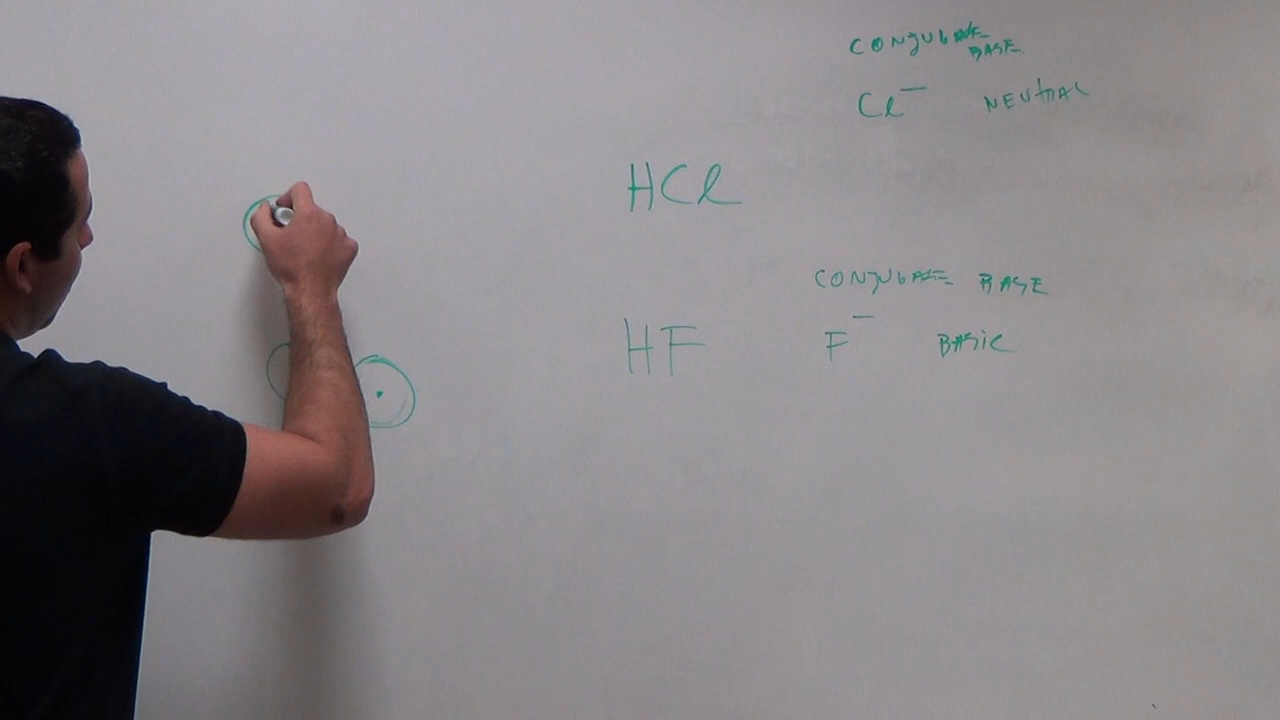 CONJUGATE
BASE
Cl⁻ NEUTRAL
HCl
CONJUGATE BASE
HF F⁻ BASIC